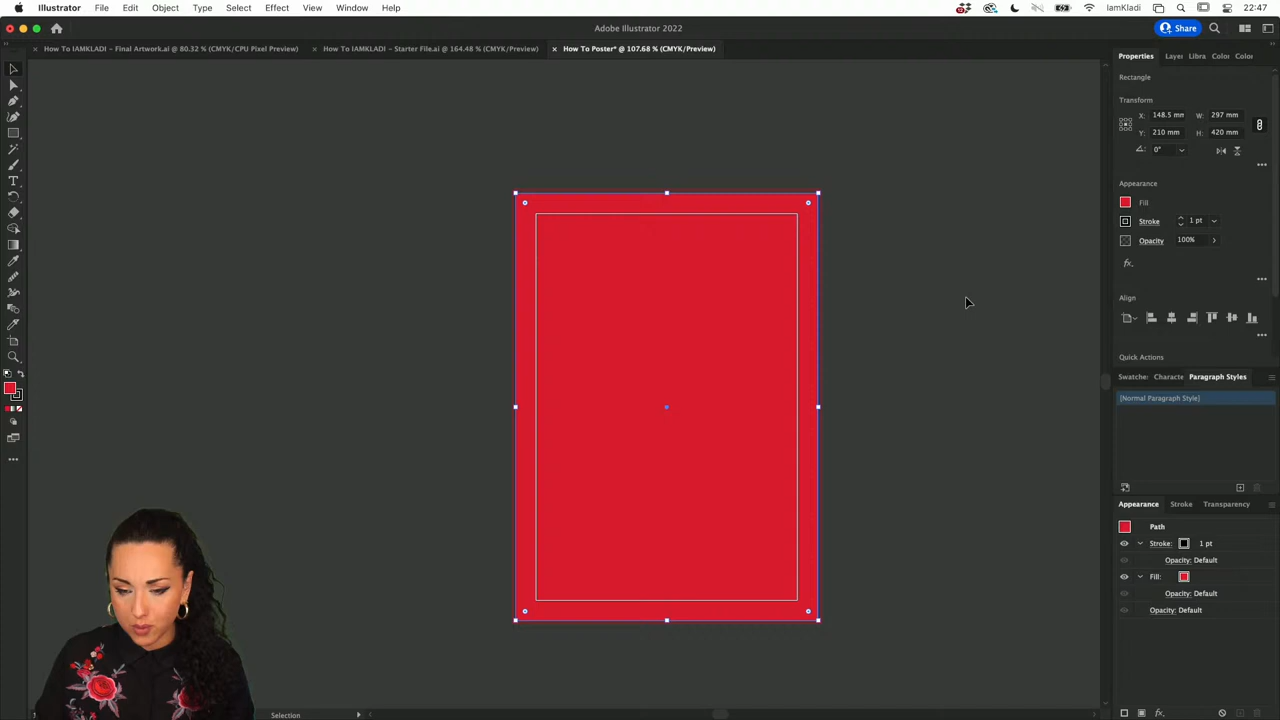 Illustrator File Edit Object Type Select Effect View Window Help IamKladi 22:47
Adobe Illustrator 2022
Share
× How To IAMKLADI – Final Artwork.ai @ 80.32 % (CMYK/CPU Pixel Preview) × How To IAMKLADI – Starter File.ai @ 164.48 % (CMYK/Preview) × How To Poster* @ 107.68 % (CMYK/Preview)
Properties Layer Libra Color Color
Rectangle
Transform
X: 148.5 mm W: 297 mm
Y: 210 mm H: 420 mm
0°
Appearance
Fill
Stroke 1 pt
Opacity 100%
fx
Align
Quick Actions
Swatche Characte Paragraph Styles
[Normal Paragraph Style]
Appearance Stroke Transparency
Path
Stroke: 1 pt
Opacity: Default
Fill:
Opacity: Default
Opacity: Default
fx
Selection